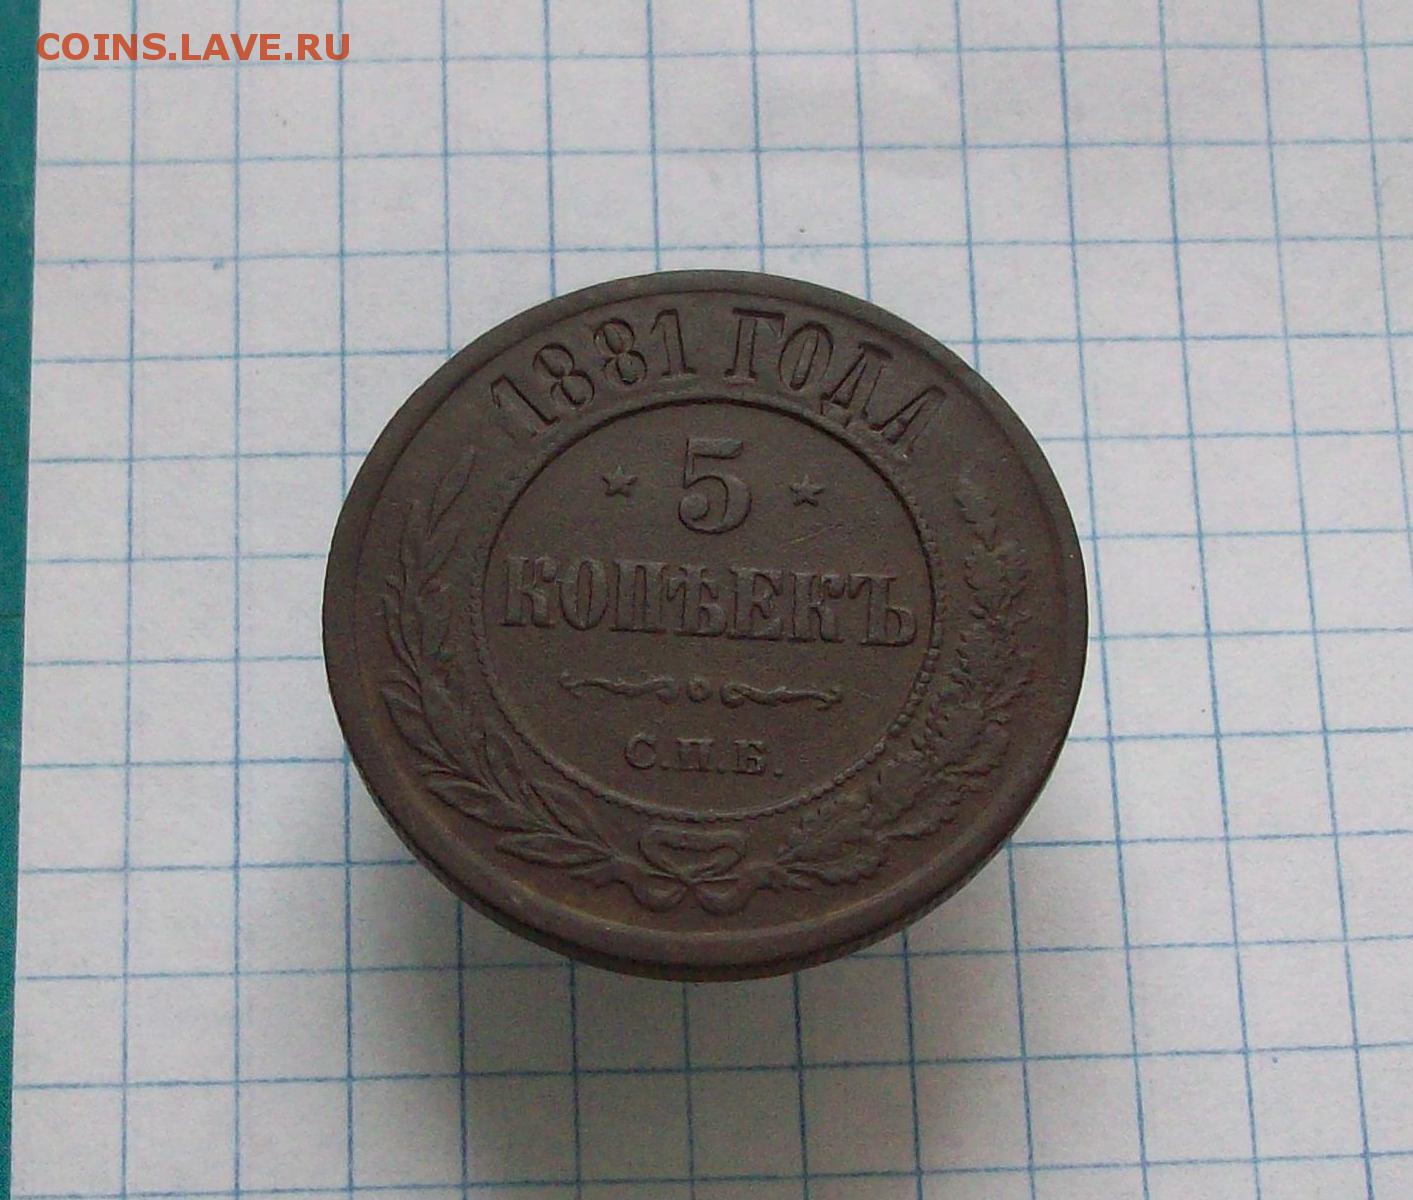 COINS.LAVE.RU
1881 ГОДА
5
КОПѢЕКЪ
С.П.Б.